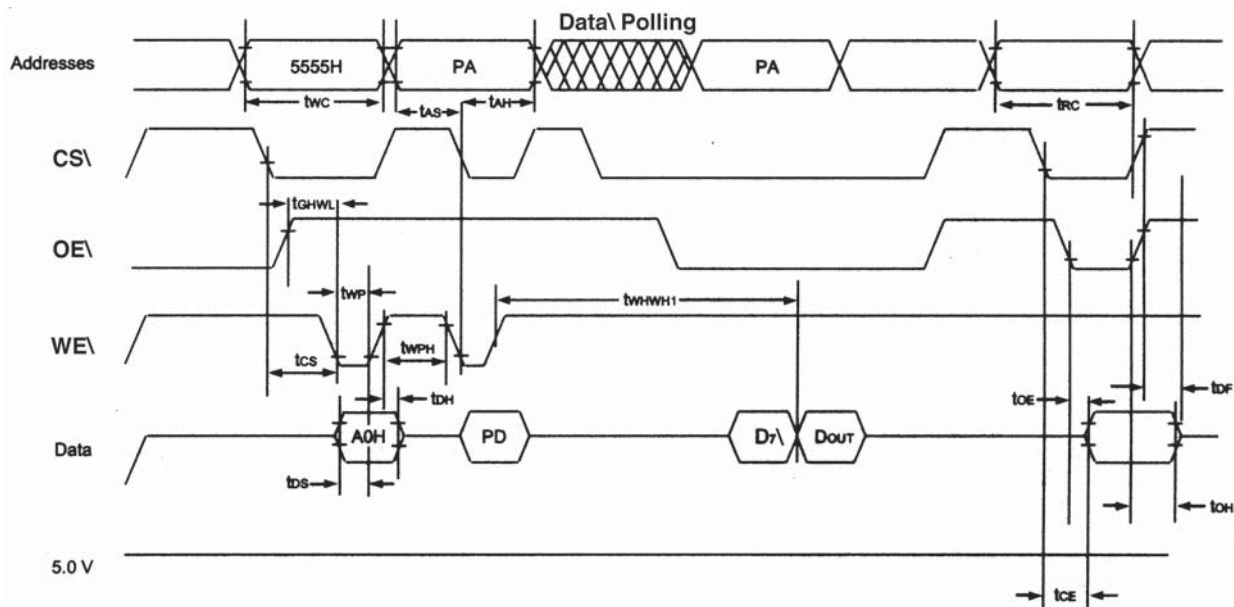 Data\ Polling
Addresses
5555H
PA
PA
tWC
tAS
tAH
tRC
CS\
tGHWL
OE\
tWP
tWHWH1
WE\
tCS
tWPH
tDH
tOE
tDF
Data
A0H
PD
D7\
DOUT
tDS
tOH
5.0 V
tCE